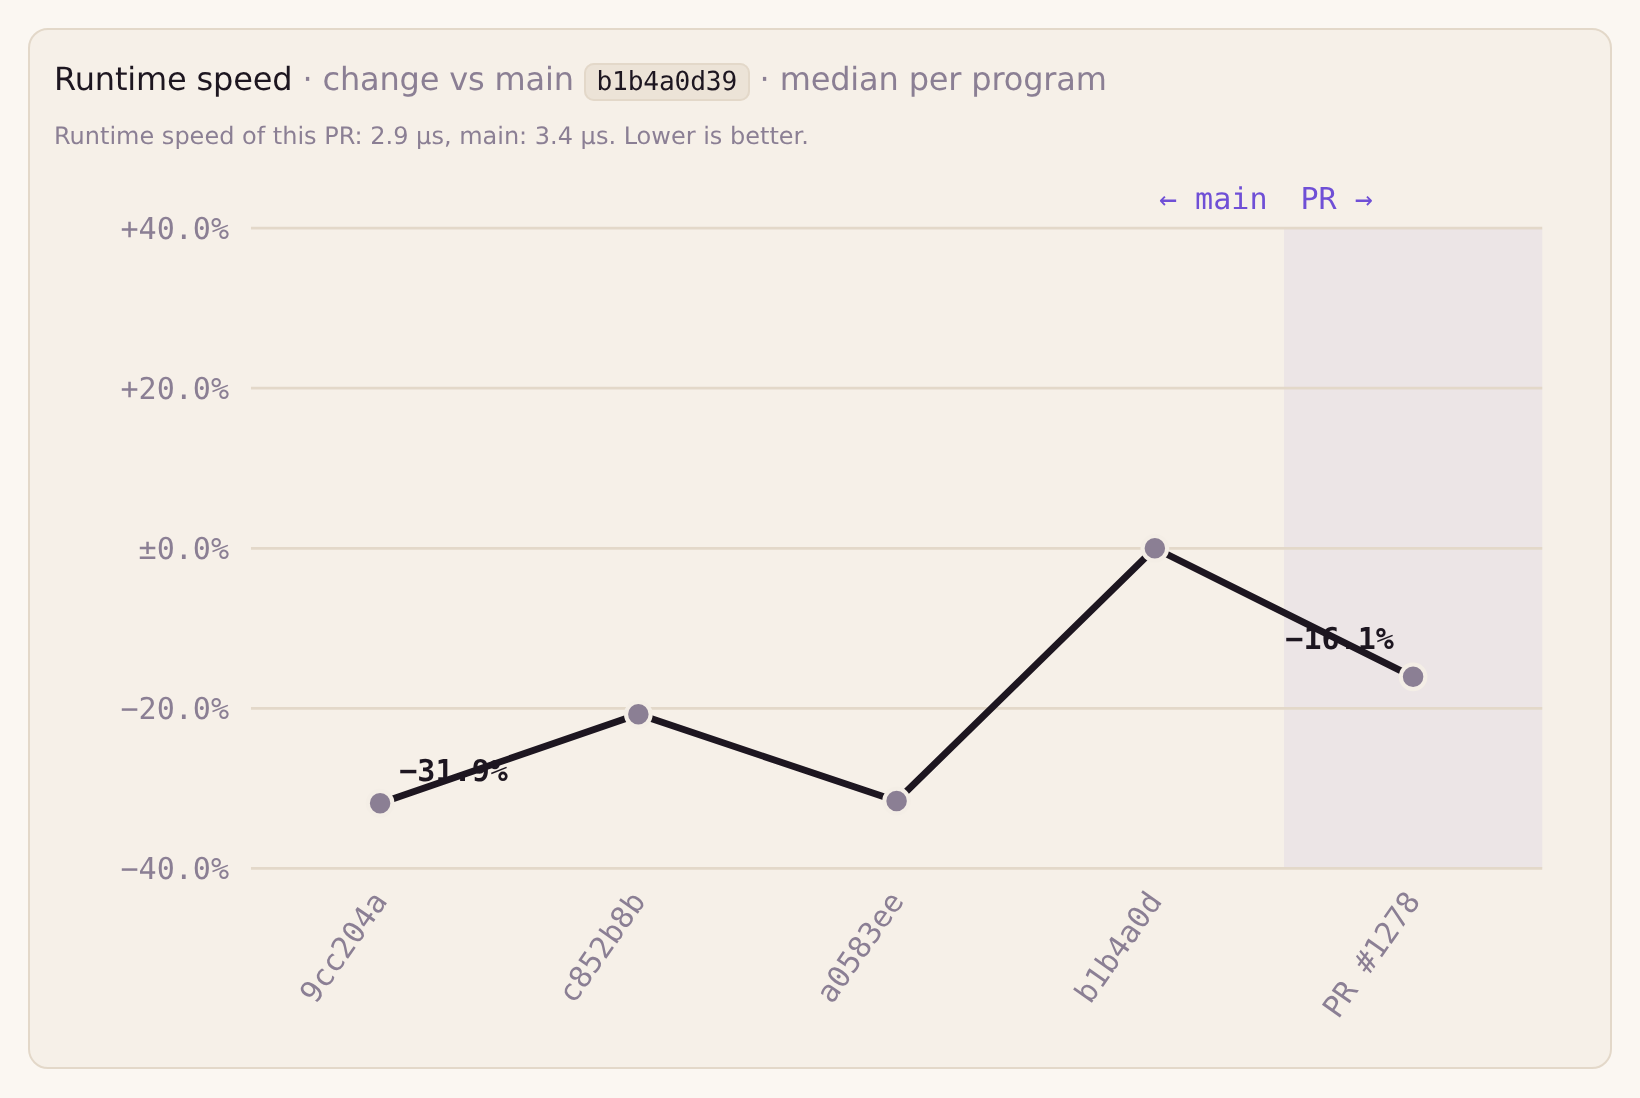 Runtime speed · change vs main b1b4a0d39 · median per program
Runtime speed of this PR: 2.9 µs, main: 3.4 µs. Lower is better.
← main PR →
+40.0%
+20.0%
±0.0%
−16.1%
−20.0%
−31.9%
−40.0%
9cc204a
c852b8b
a0583ee
b1b4a0d
PR #1278